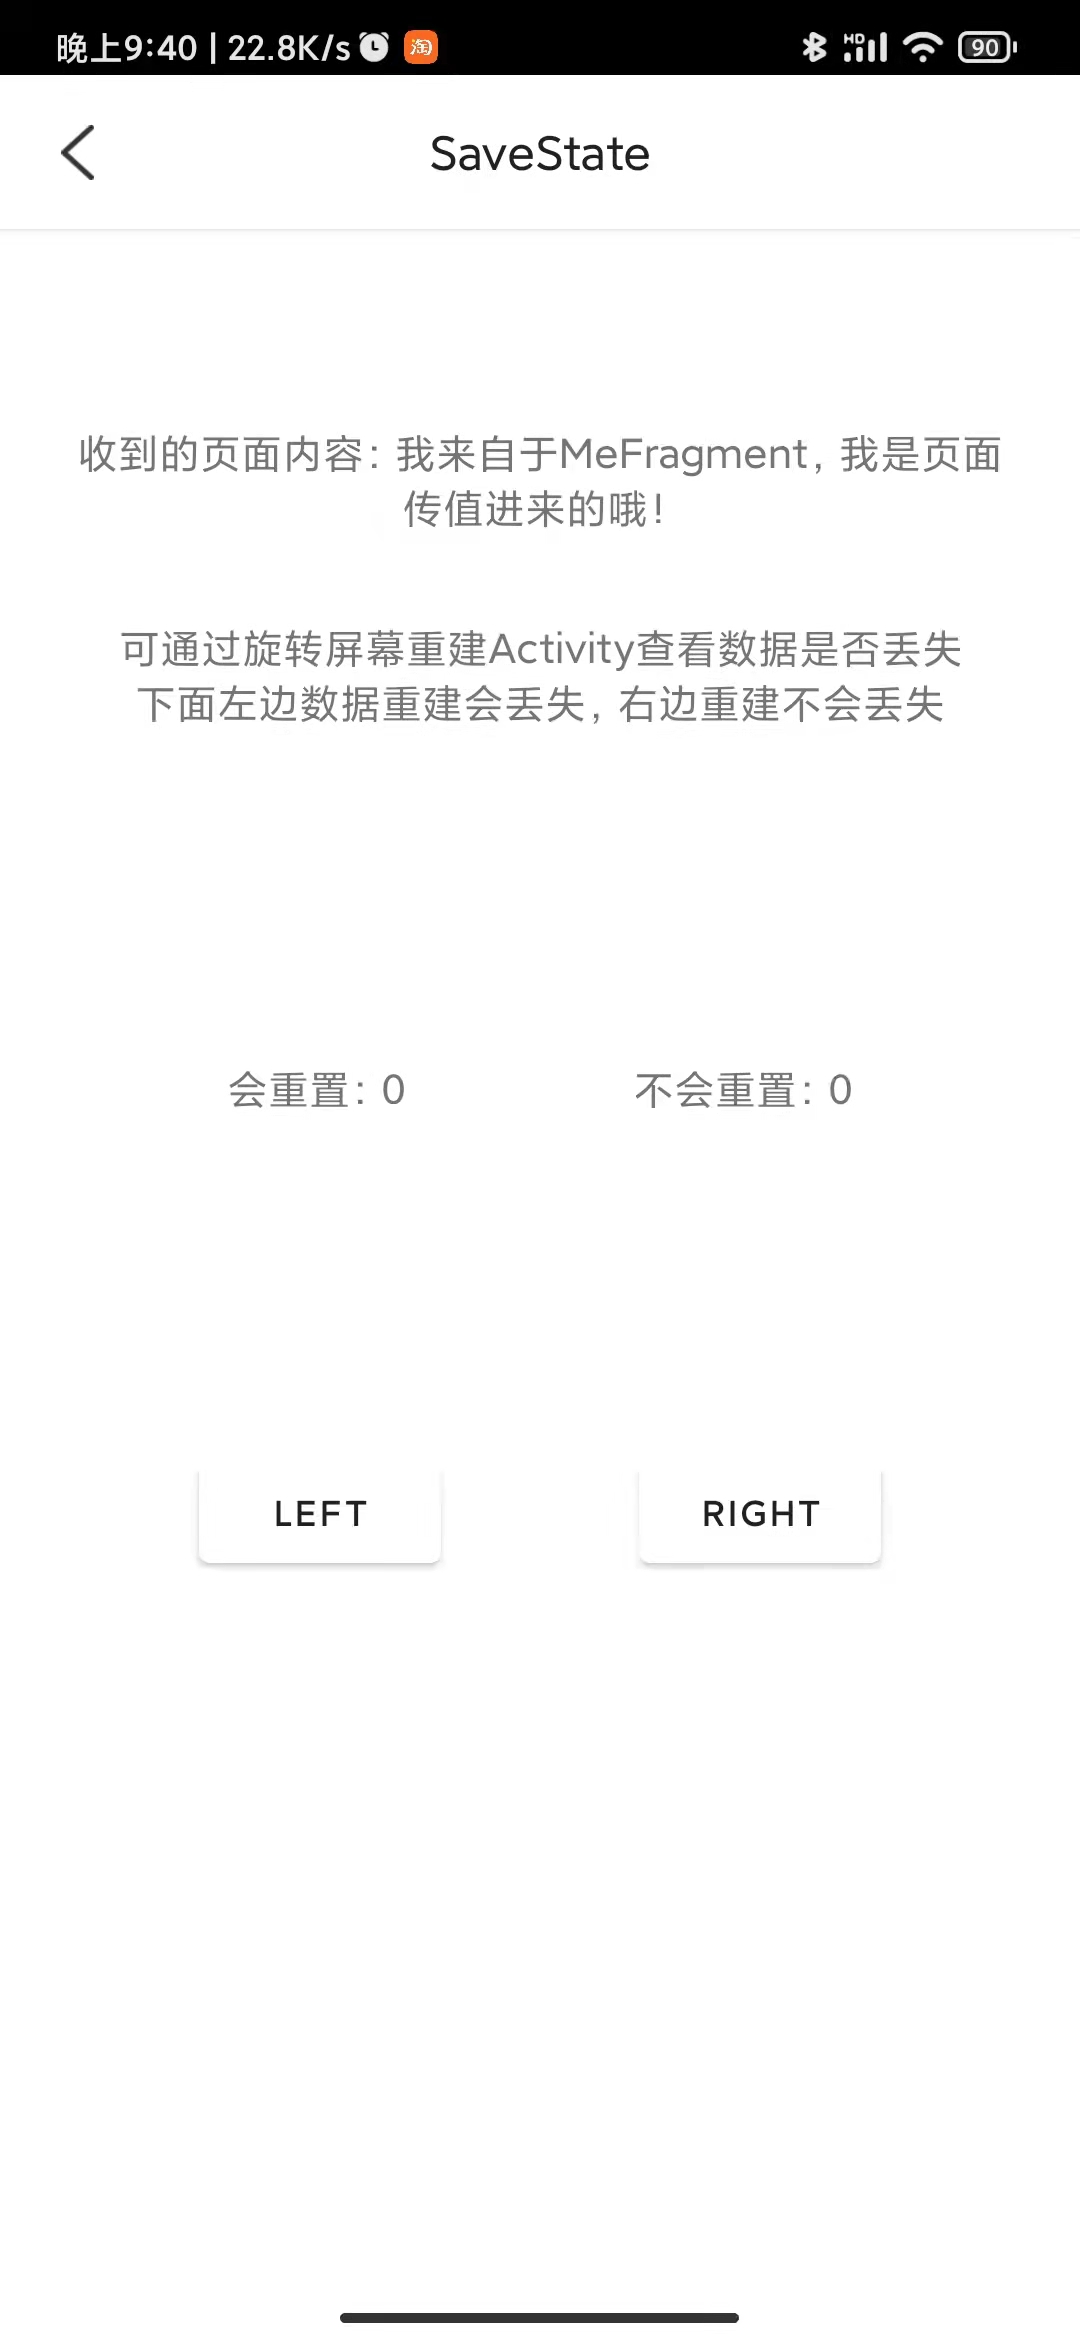 晚上9:40 | 22.8K/s 淘 HD 90
SaveState
收到的页面内容：我来自于MeFragment，我是页面
传值进来的哦！
可通过旋转屏幕重建Activity查看数据是否丢失
下面左边数据重建会丢失，右边重建不会丢失
会重置：0 不会重置：0
LEFT RIGHT